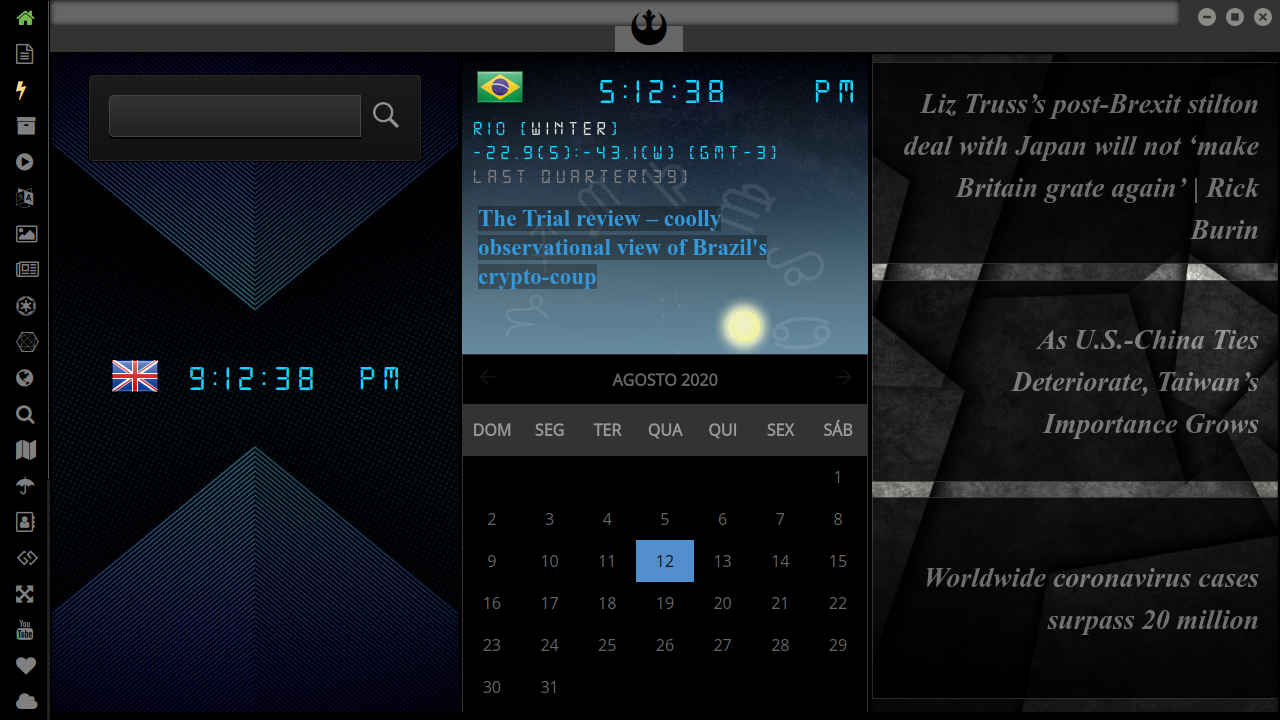 5:12:38 PM
RIO [WINTER]
-22.9(S):-43.1(W) [GMT-3]
LAST QUARTER(39)
The Trial review – coolly
observational view of Brazil's
crypto-coup
9:12:38 PM
AGOSTO 2020
DOM SEG TER QUA QUI SEX SÁB
1
2 3 4 5 6 7 8
9 10 11 12 13 14 15
16 17 18 19 20 21 22
23 24 25 26 27 28 29
30 31
Liz Truss’s post-Brexit stilton
deal with Japan will not ‘make
Britain grate again’ | Rick
Burin
As U.S.-China Ties
Deteriorate, Taiwan’s
Importance Grows
Worldwide coronavirus cases
surpass 20 million
You
Tube